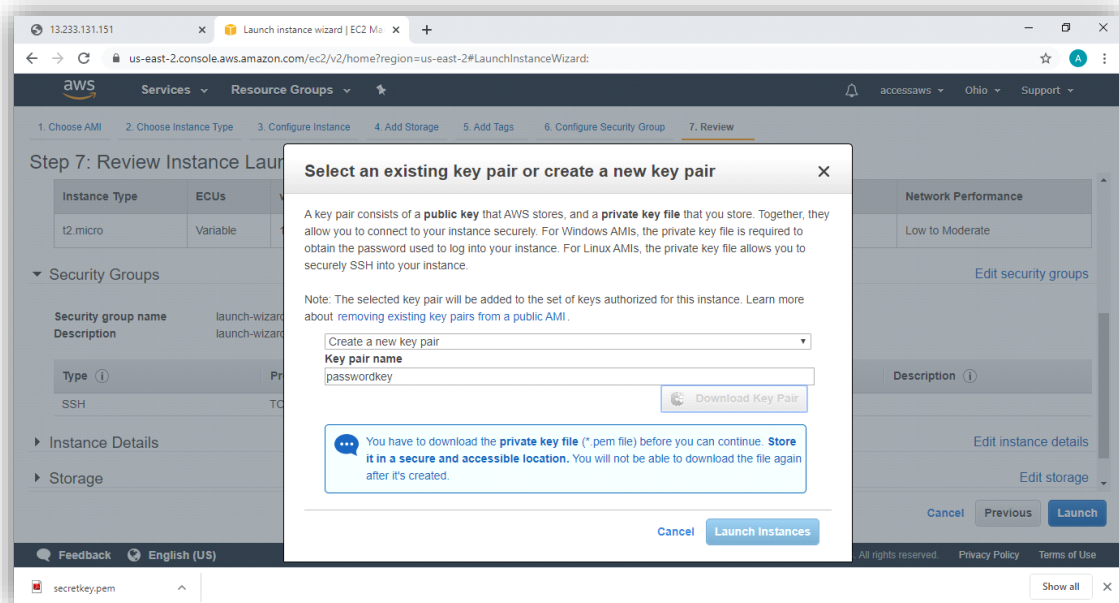 13.233.131.151
Launch instance wizard | EC2 Ma
us-east-2.console.aws.amazon.com/ec2/v2/home?region=us-east-2#LaunchInstanceWizard:
A
aws Services Resource Groups accessaws Ohio Support
1. Choose AMI 2. Choose Instance Type 3. Configure Instance 4. Add Storage 5. Add Tags 6. Configure Security Group 7. Review
Step 7: Review Instance Laun
Select an existing key pair or create a new key pair
Instance Type ECUs Network Performance
t2.micro Variable Low to Moderate
A key pair consists of a public key that AWS stores, and a private key file that you store. Together, they
allow you to connect to your instance securely. For Windows AMIs, the private key file is required to
obtain the password used to log into your instance. For Linux AMIs, the private key file allows you to
securely SSH into your instance.
Security Groups Edit security groups
Note: The selected key pair will be added to the set of keys authorized for this instance. Learn more
about removing existing key pairs from a public AMI .
Security group name launch-wizard
Description launch-wizard
Create a new key pair
Key pair name
passwordkey
Download Key Pair
Type Pr Description
SSH TC
You have to download the private key file (*.pem file) before you can continue. Store
it in a secure and accessible location. You will not be able to download the file again
after it's created.
Instance Details Edit instance details
Storage Edit storage
Cancel Previous Launch
Cancel Launch Instances
Feedback English (US) All rights reserved. Privacy Policy Terms of Use
secretkey.pem Show all